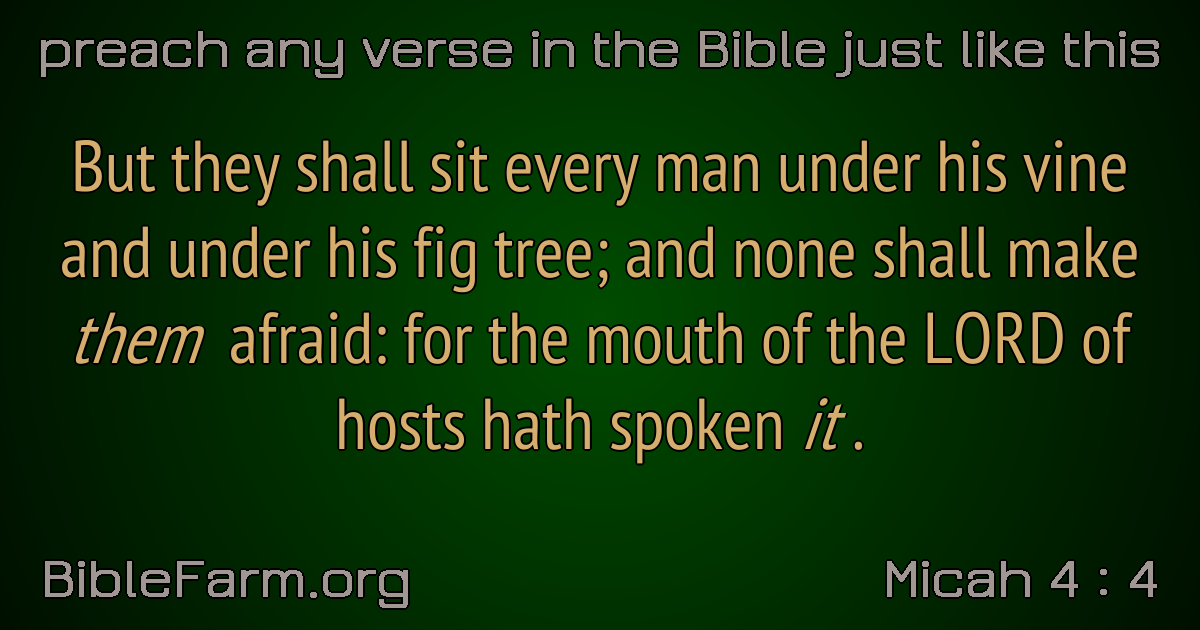 preach any verse in the Bible just like this
But they shall sit every man under his vine
and under his fig tree; and none shall make
them afraid: for the mouth of the LORD of
hosts hath spoken it .
BibleFarm.org
Micah 4 : 4